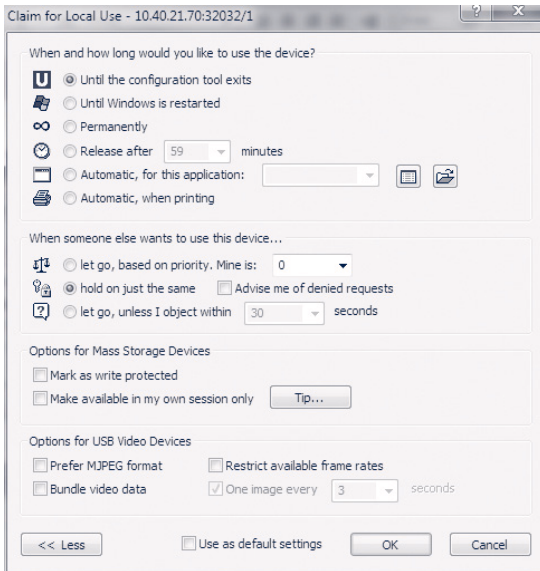 Claim for Local Use - 10.40.21.70:32032/1
When and how long would you like to use the device?
Until the configuration tool exits
Until Windows is restarted
Permanently
Release after 59 minutes
Automatic, for this application:
Automatic, when printing
When someone else wants to use this device...
let go, based on priority. Mine is: 0
hold on just the same Advise me of denied requests
let go, unless I object within 30 seconds
Options for Mass Storage Devices
Mark as write protected
Make available in my own session only Tip...
Options for USB Video Devices
Prefer MJPEG format Restrict available frame rates
Bundle video data One image every 3 seconds
<< Less Use as default settings OK Cancel